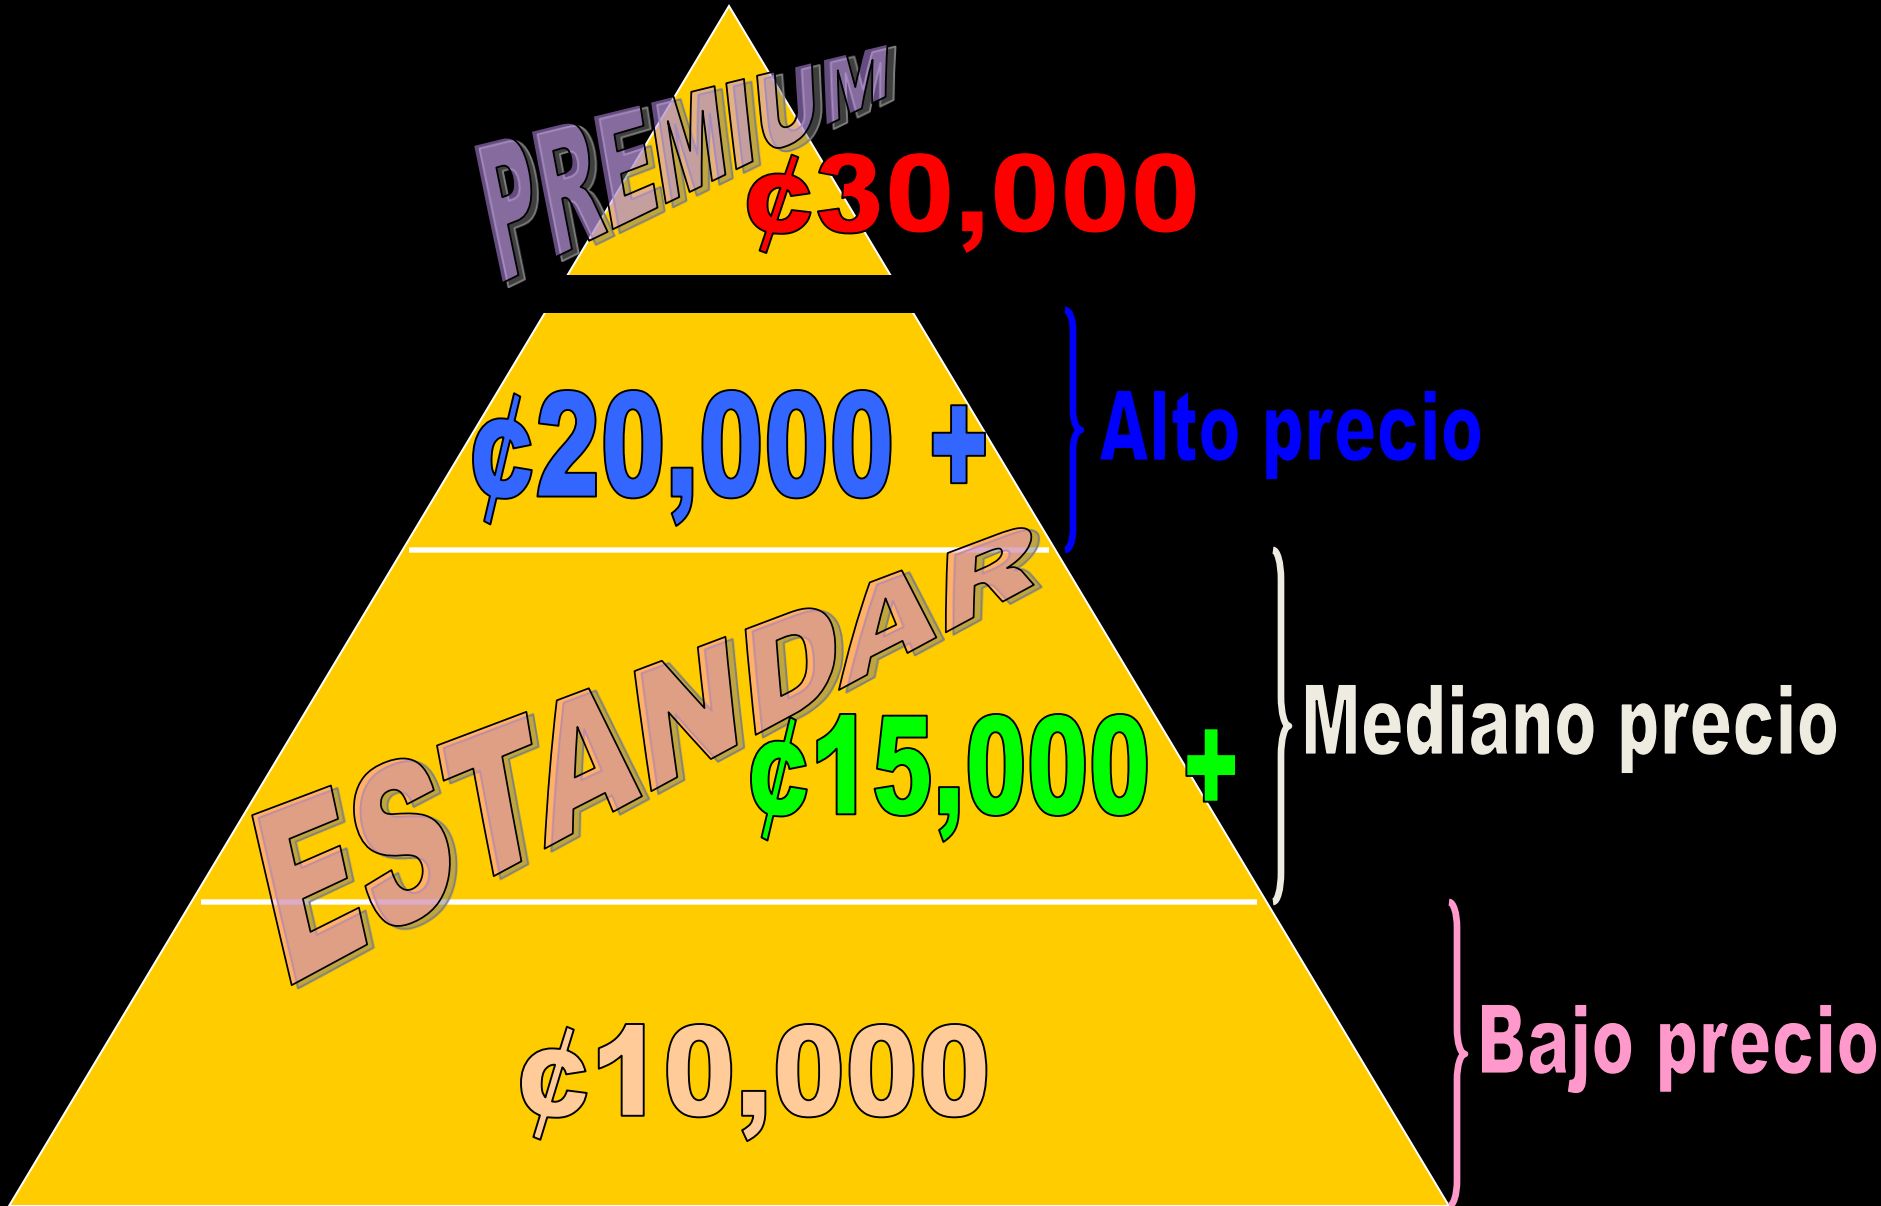 PREMIUM
¢30,000
¢20,000 +
Alto precio
ESTANDAR
¢15,000 +
Mediano precio
¢10,000
Bajo precio